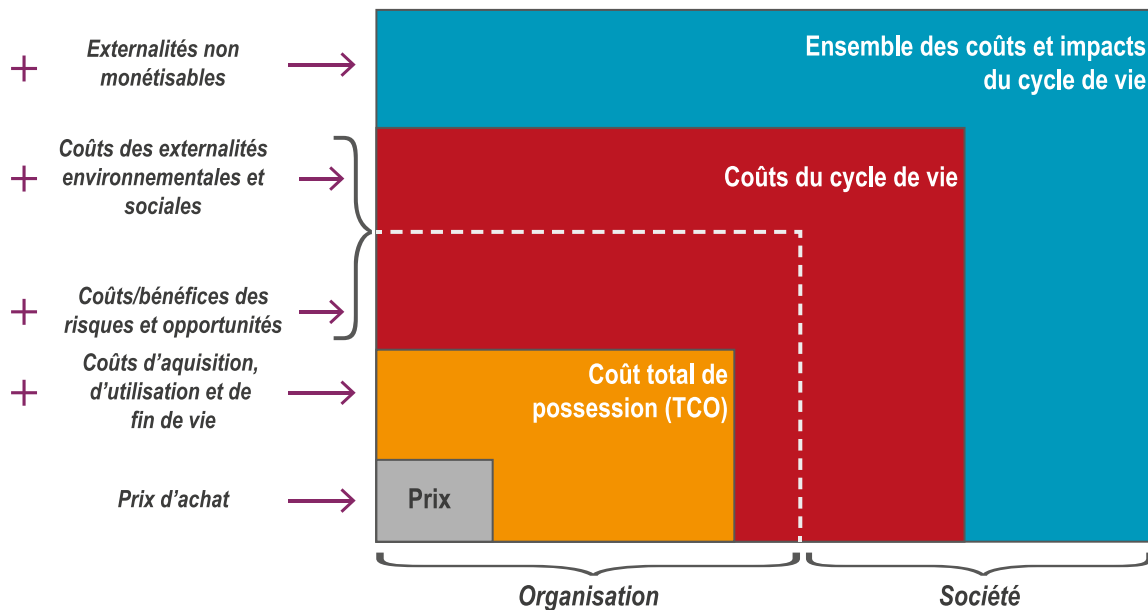 + Externalités non
monétisables
+ Coûts des externalités
environnementales et
sociales
+ Coûts/bénéfices des
risques et opportunités
+ Coûts d’aquisition,
d’utilisation et de
fin de vie
Prix d’achat
Ensemble des coûts et impacts
du cycle de vie
Coûts du cycle de vie
Coût total de
possession (TCO)
Prix
Organisation
Société